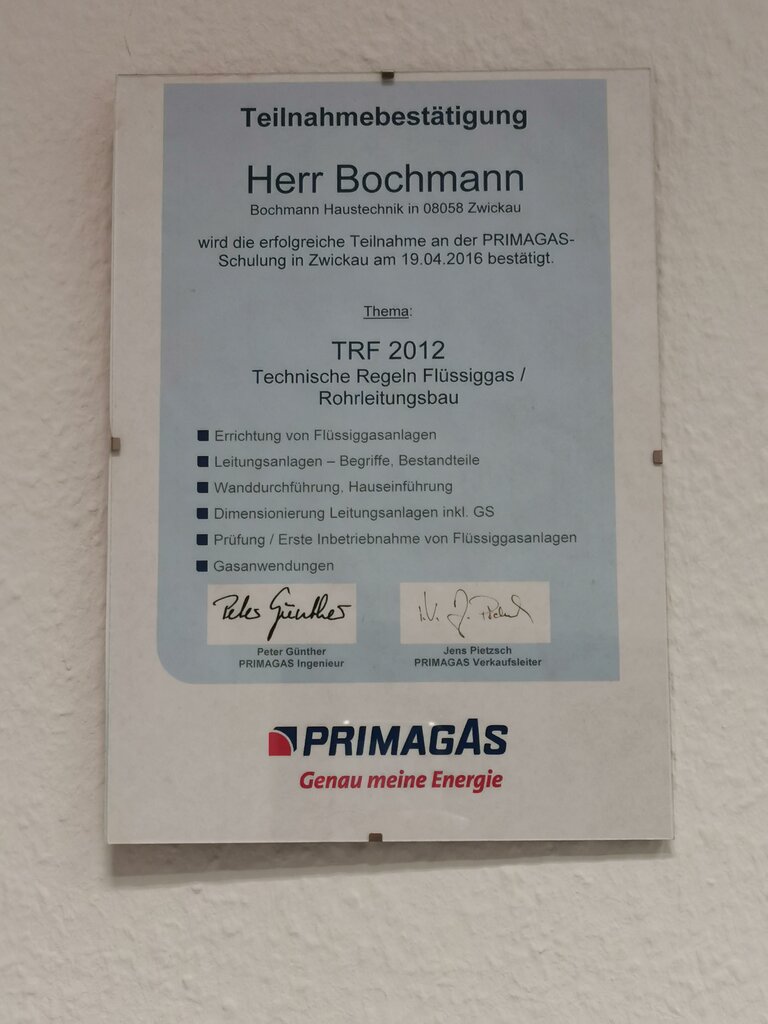 Teilnahmebestätigung
Herr Bochmann
Bochmann Haustechnik in 08058 Zwickau
wird die erfolgreiche Teilnahme an der PRIMAGAS-
Schulung in Zwickau am 19.04.2016 bestätigt.
Thema:
TRF 2012
Technische Regeln Flüssiggas /
Rohrleitungsbau
Errichtung von Flüssiggasanlagen
Leitungsanlagen – Begriffe, Bestandteile
Wanddurchführung, Hauseinführung
Dimensionierung Leitungsanlagen inkl. GS
Prüfung / Erste Inbetriebnahme von Flüssiggasanlagen
Gasanwendungen
Peter Günther
Peter Günther
PRIMAGAS Ingenieur
Jens Pietzsch
PRIMAGAS Verkaufsleiter
PRIMAGAS
Genau meine Energie